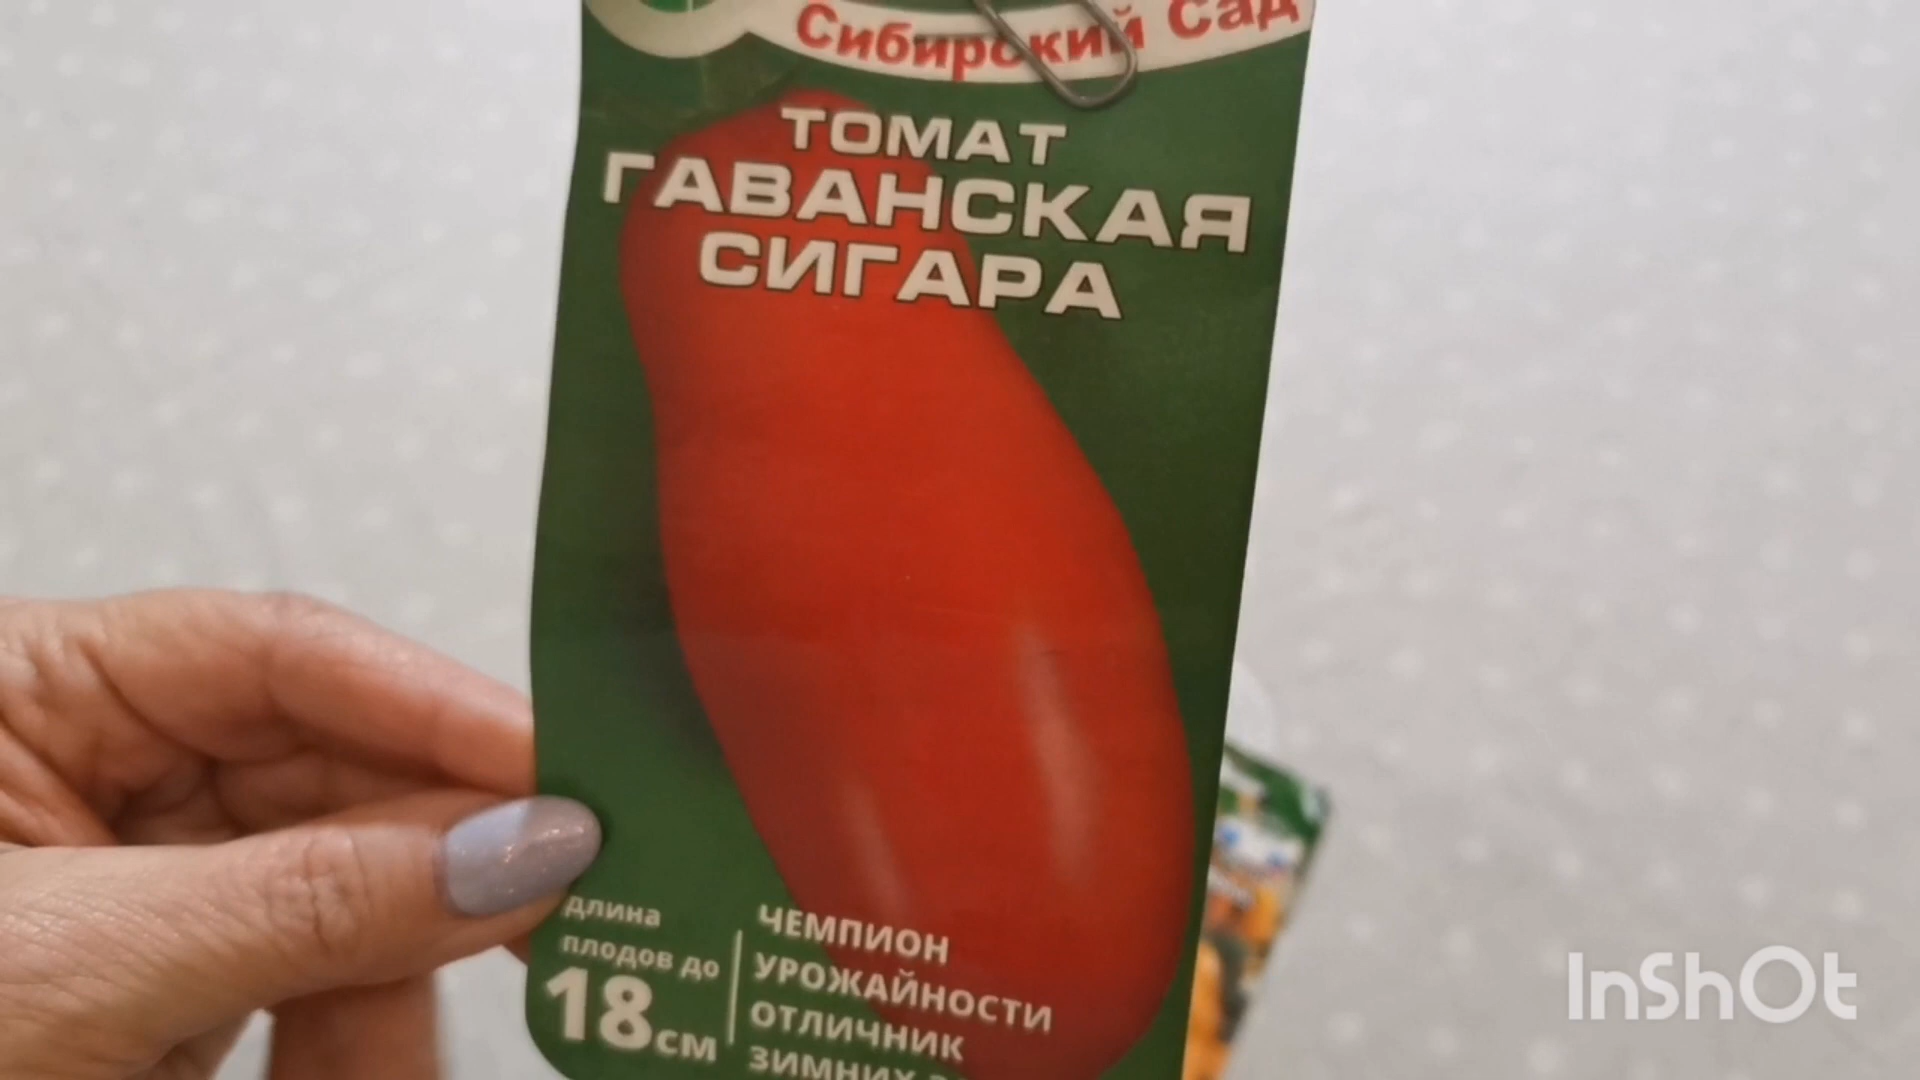 Сибирский Сад
ТОМАТ
ГАВАНСКАЯ
СИГАРА
длина
плодов до
18см
ЧЕМПИОН
УРОЖАЙНОСТИ
ОТЛИЧНИК
ЗИМНИХ
InShOt